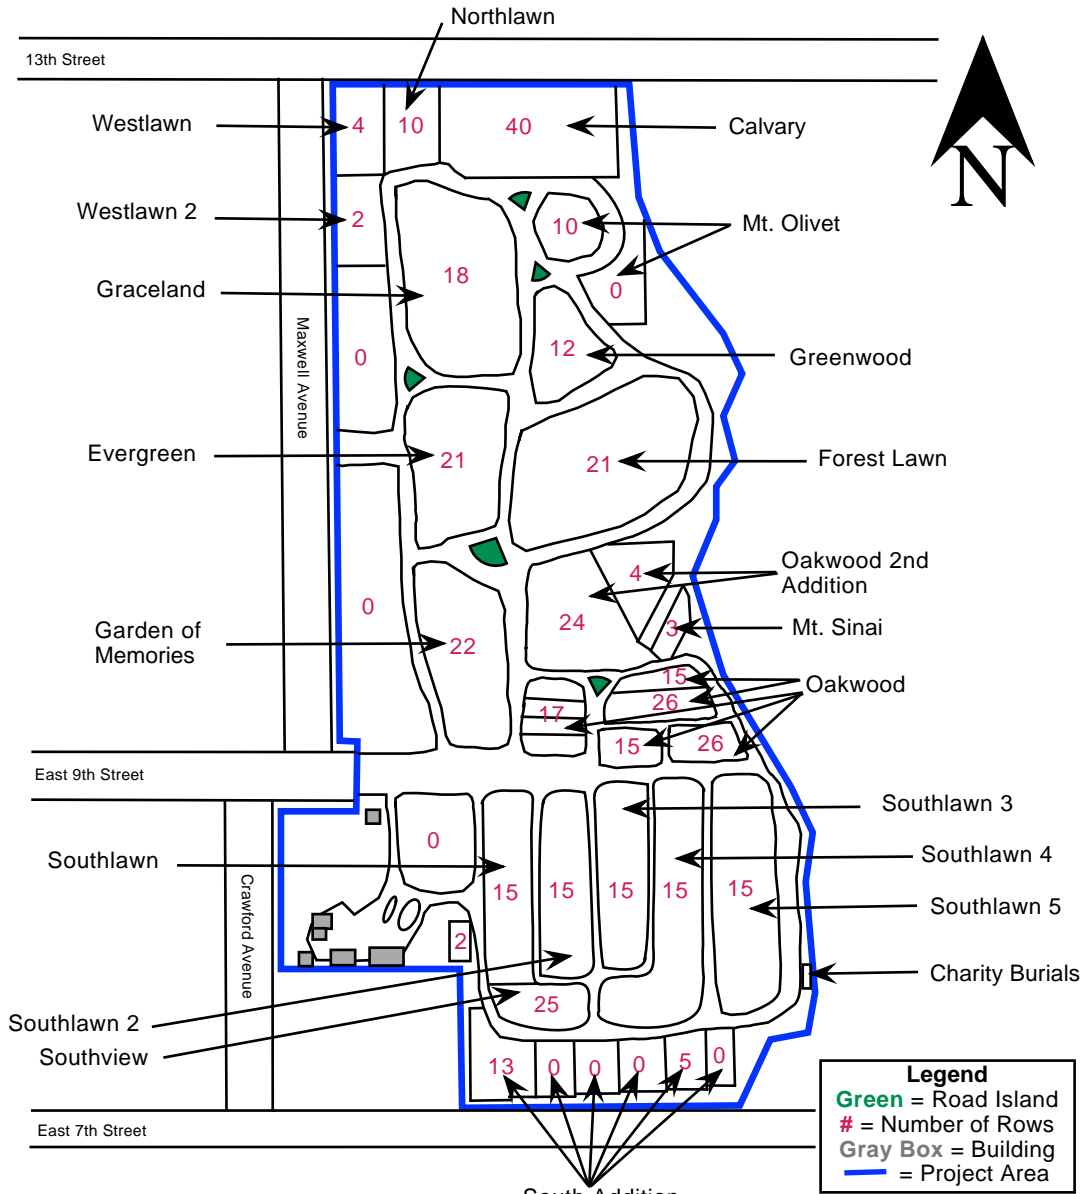 Northlawn
13th Street
Westlawn
4
10
40
Calvary
Westlawn 2
2
10
Mt. Olivet
N
Graceland
18
0
Maxwell Avenue
0
12
Greenwood
Evergreen
21
21
Forest Lawn
Oakwood 2nd
Addition
4
0
24
Garden of
Memories
22
3
Mt. Sinai
15
Oakwood
26
17
15
26
East 9th Street
Southlawn 3
0
Southlawn
Southlawn 4
15
15
15
15
15
Crawford Avenue
Southlawn 5
2
Charity Burials
25
Southlawn 2
Southview
13
0
0
0
5
0
East 7th Street
South Addition
Legend
Green = Road Island
# = Number of Rows
Gray Box = Building
= Project Area